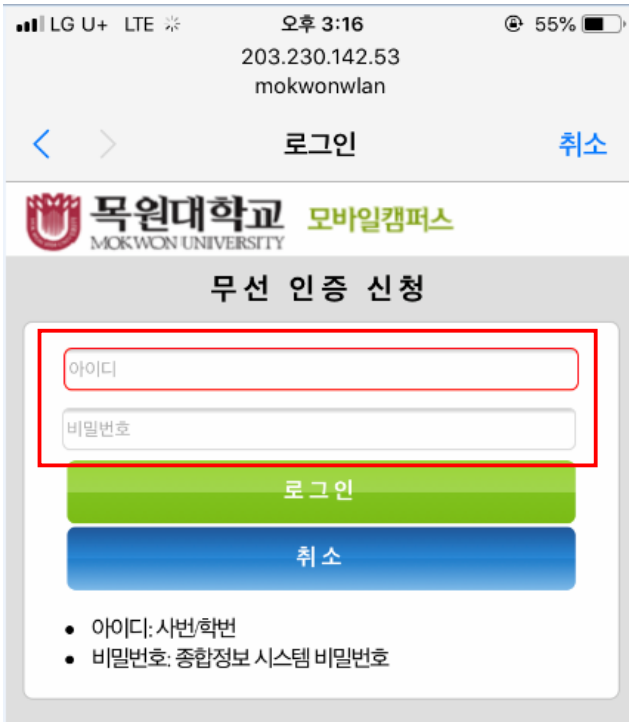 LG U+ LTE 오후 3:16 55%
203.230.142.53
mokwonwlan
로그인 취소
목원대학교 모바일캠퍼스
MOKWON UNIVERSITY
무선 인증 신청
아이디
비밀번호
로그인
취소
아이디: 사번/학번
비밀번호: 종합정보 시스템 비밀번호